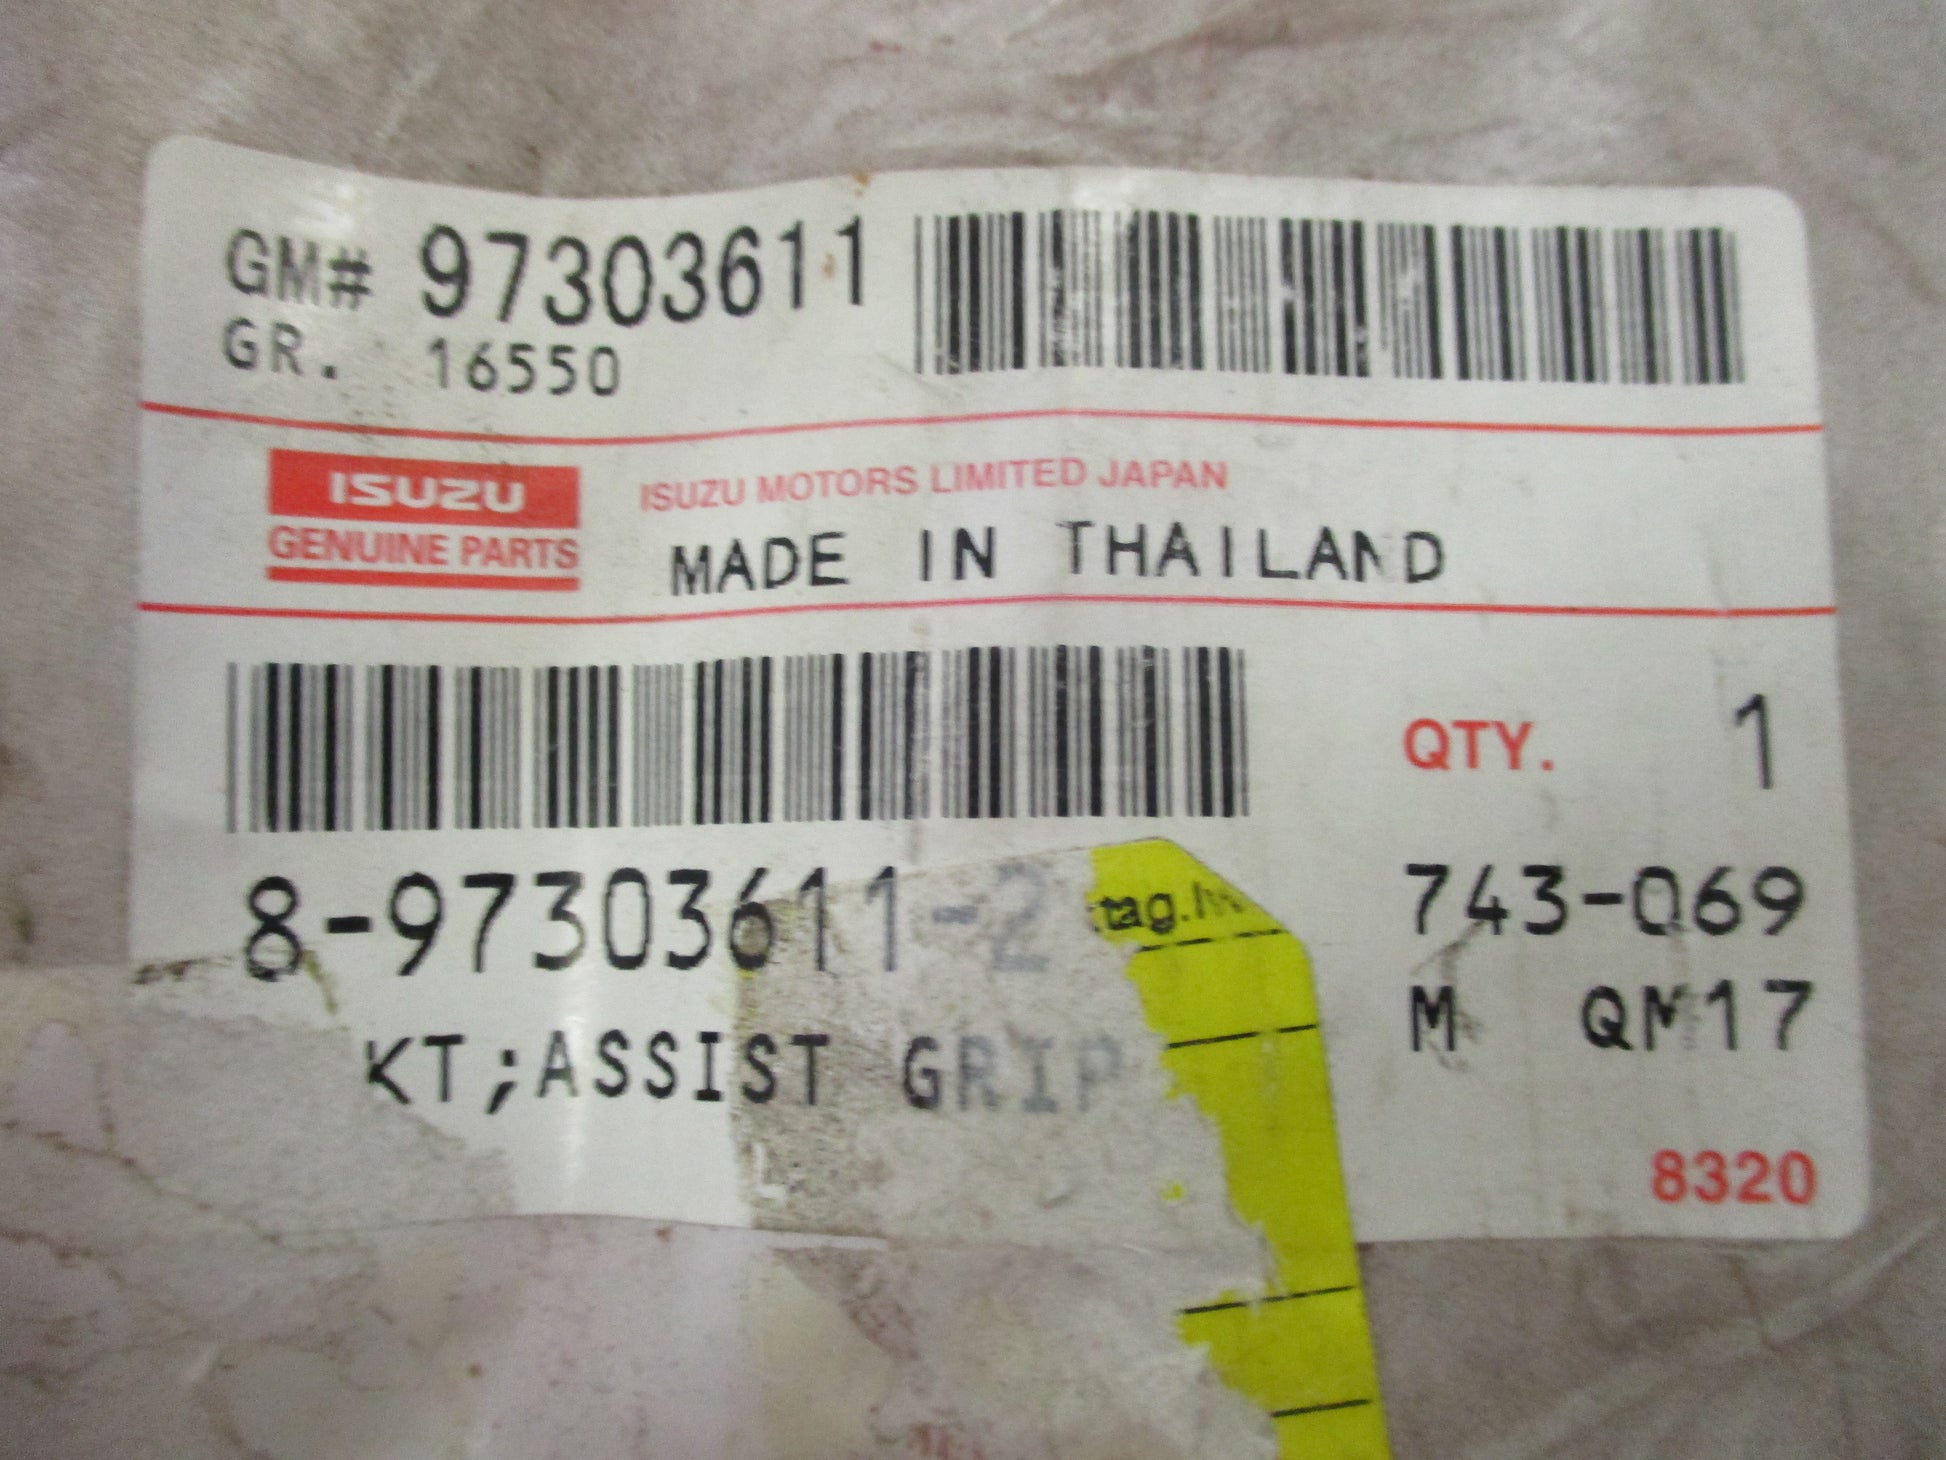 GM# 97303611
GR. 16550
ISUZU
GENUINE PARTS
ISUZU MOTORS LIMITED JAPAN
MADE IN THAILAND
QTY. 1
8-97303611-2
743-069
KT;ASSIST GRIP
M QM17
8320
tag.